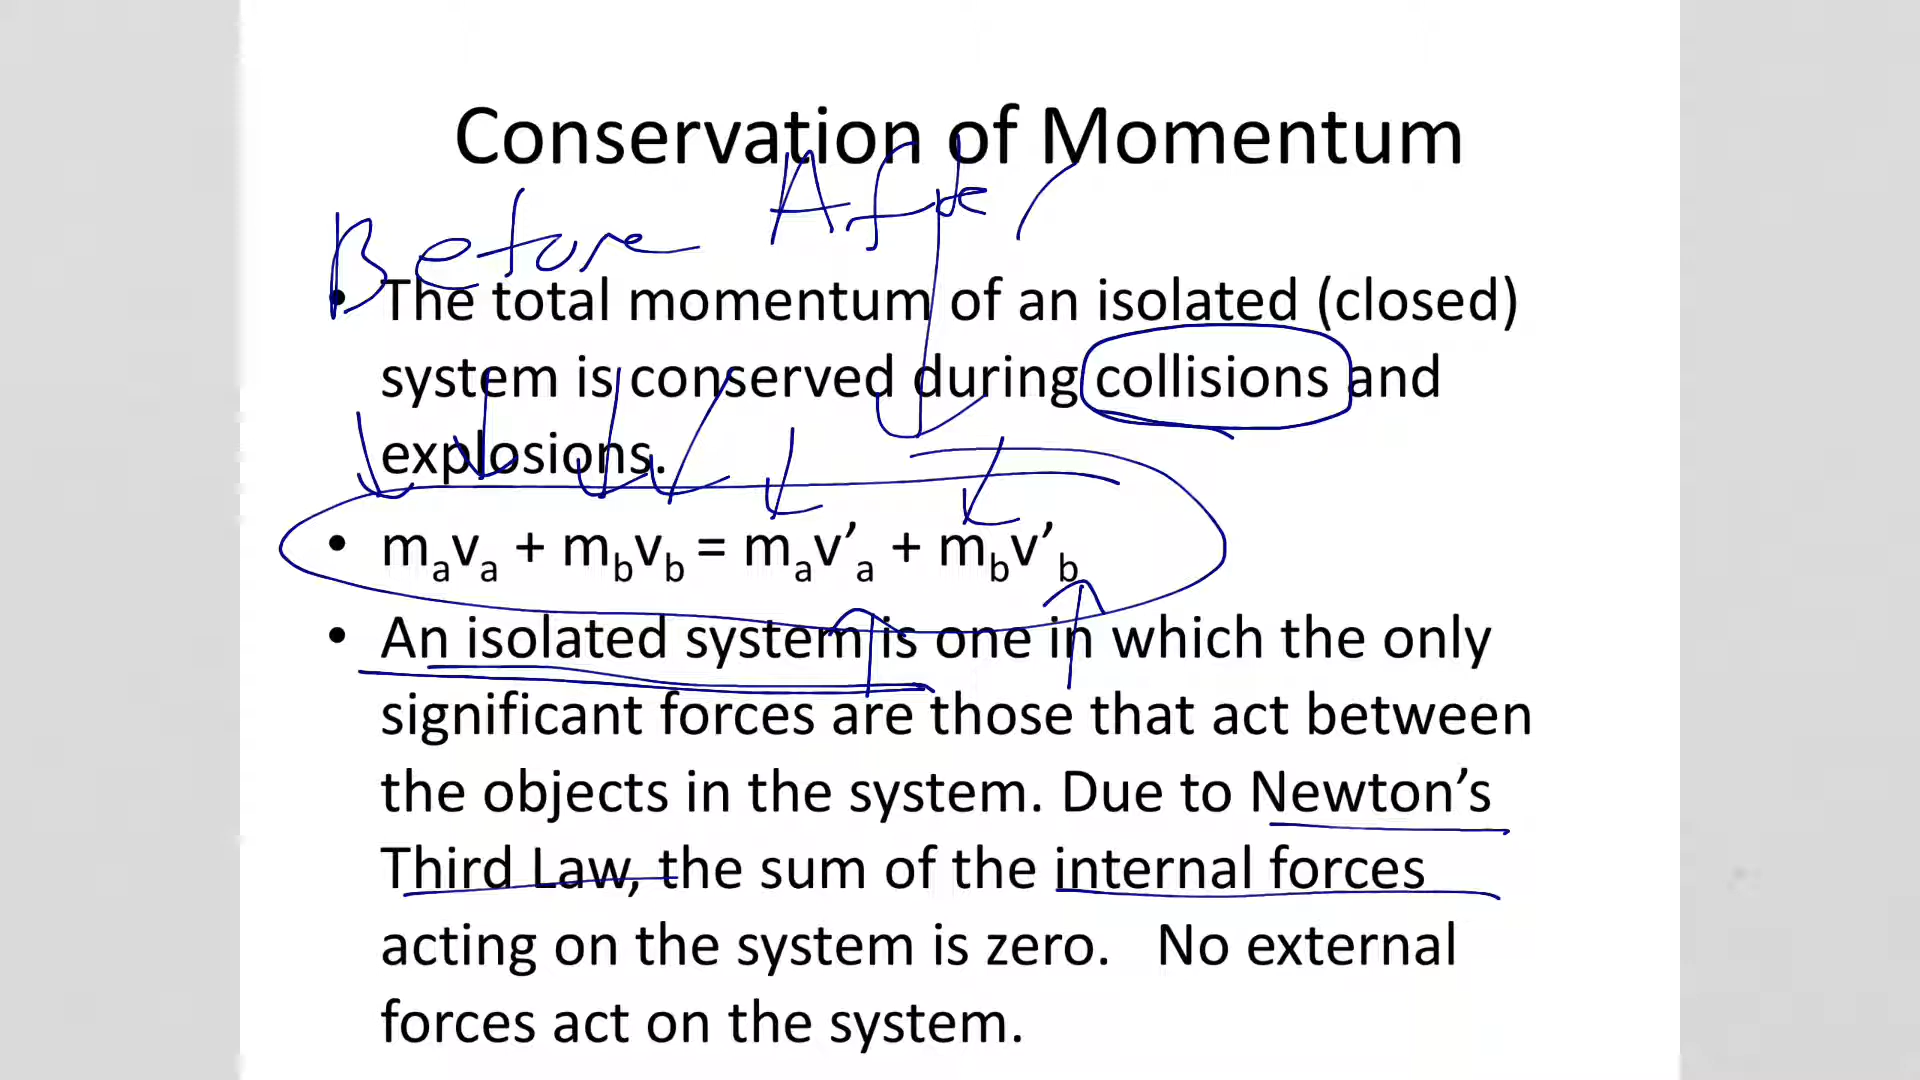 Conservation of Momentum
Before After
• The total momentum of an isolated (closed)
system is conserved during collisions and
explosions.
• mₐvₐ + m_bv_b = mₐv’ₐ + m_bv’_b
• An isolated system is one in which the only
significant forces are those that act between
the objects in the system. Due to Newton’s
Third Law, the sum of the internal forces
acting on the system is zero. No external
forces act on the system.